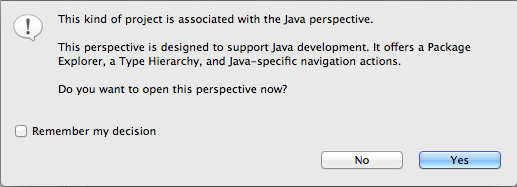 This kind of project is associated with the Java perspective.
This perspective is designed to support Java development. It offers a Package
Explorer, a Type Hierarchy, and Java-specific navigation actions.
Do you want to open this perspective now?
Remember my decision
No
Yes